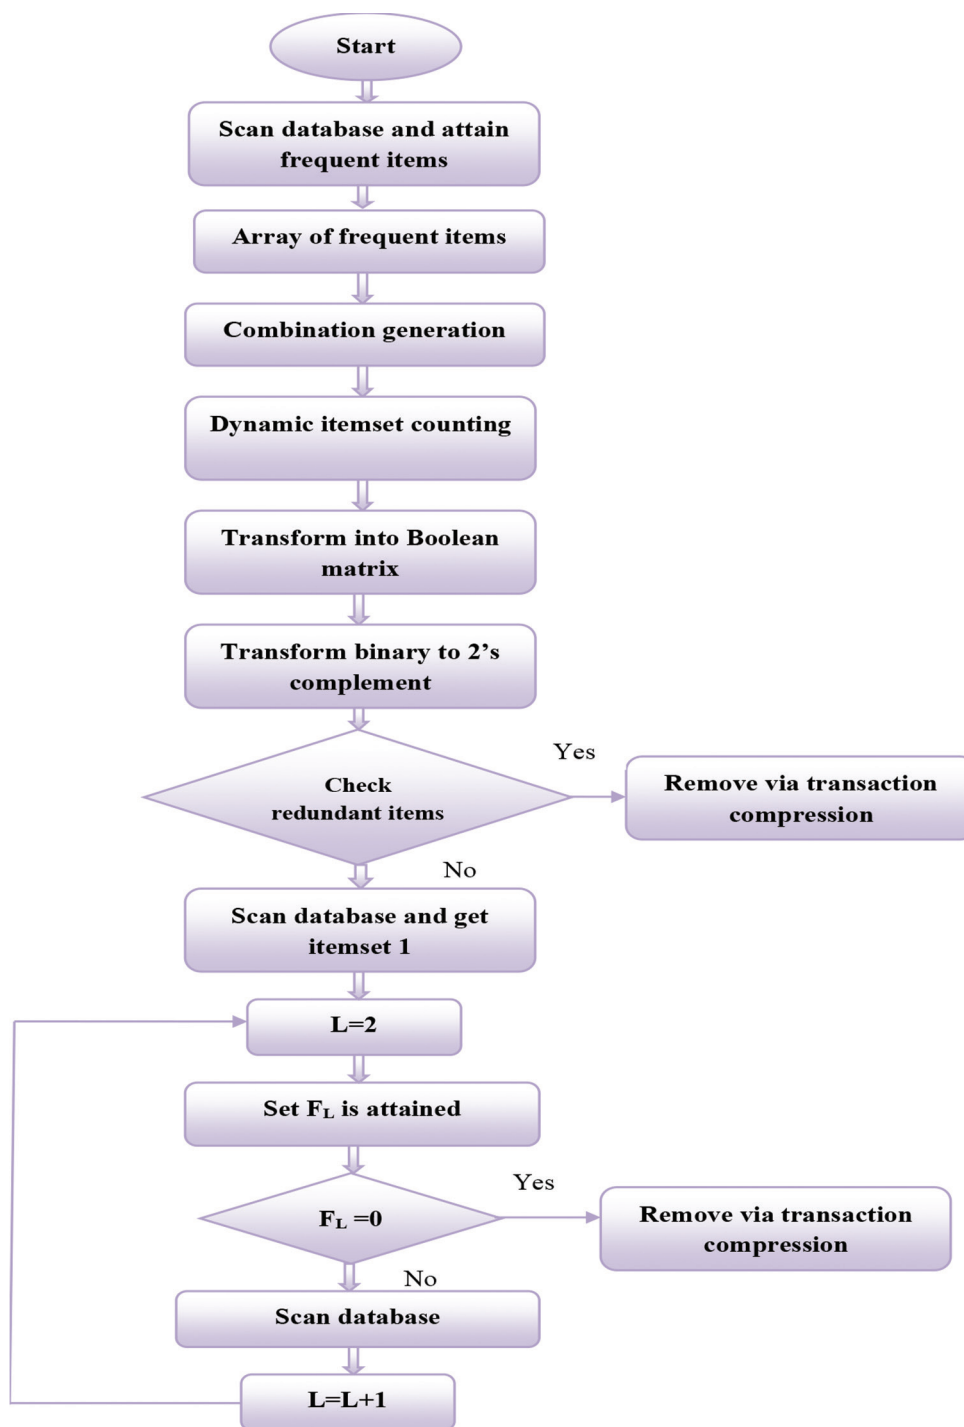 Start
Scan database and attain
frequent items
Array of frequent items
Combination generation
Dynamic itemset counting
Transform into Boolean
matrix
Transform binary to 2’s
complement
Yes
Check
redundant items
Remove via transaction
compression
No
Scan database and get
itemset 1
L=2
Set FL is attained
Yes
FL =0
Remove via transaction
compression
No
Scan database
L=L+1